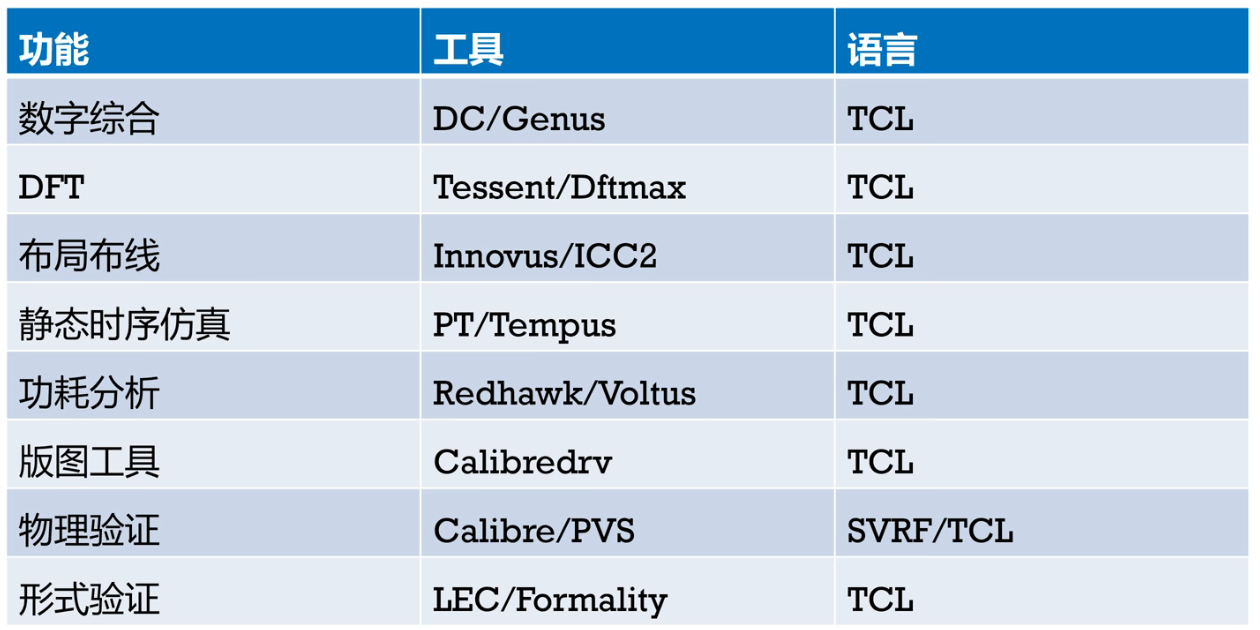 功能 工具 语言
数字综合 DC/Genus TCL
DFT Tessent/Dftmax TCL
布局布线 Innovus/ICC2 TCL
静态时序仿真 PT/Tempus TCL
功耗分析 Redhawk/Voltus TCL
版图工具 Calibredrv TCL
物理验证 Calibre/PVS SVRF/TCL
形式验证 LEC/Formality TCL